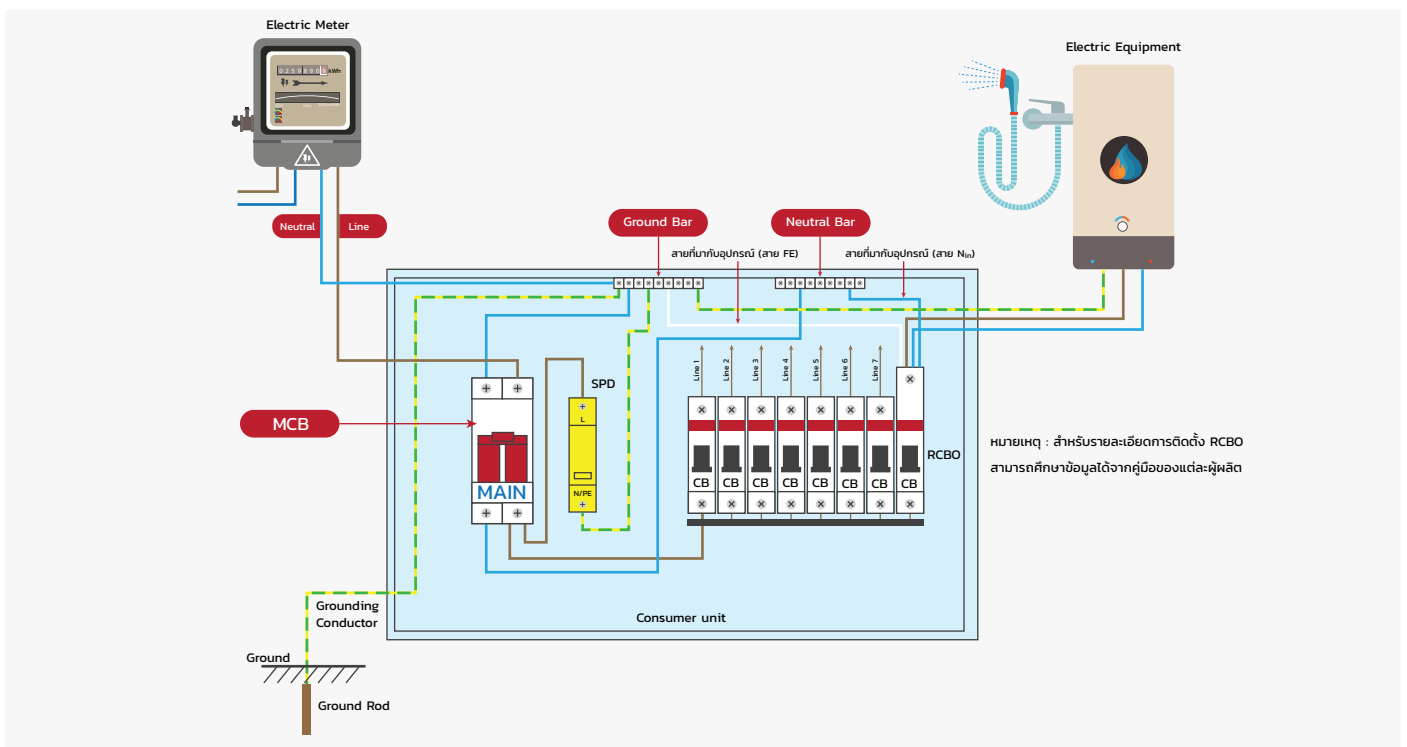 Electric Meter
kWh
Electric Equipment
Neutral
Line
Ground Bar
Neutral Bar
สายที่มากับอุปกรณ์ (สาย FE)
สายที่มากับอุปกรณ์ (สาย Nin)
Line 1
Line 2
Line 3
Line 4
Line 5
Line 6
Line 7
SPD
L
N/PE
MCB
MAIN
CB
CB
CB
CB
CB
CB
CB
CB
RCBO
หมายเหตุ : สำหรับรายละเอียดการติดตั้ง RCBO
สามารถศึกษาข้อมูลได้จากคู่มือของแต่ละผู้ผลิต
Grounding
Conductor
Consumer unit
Ground
Ground Rod